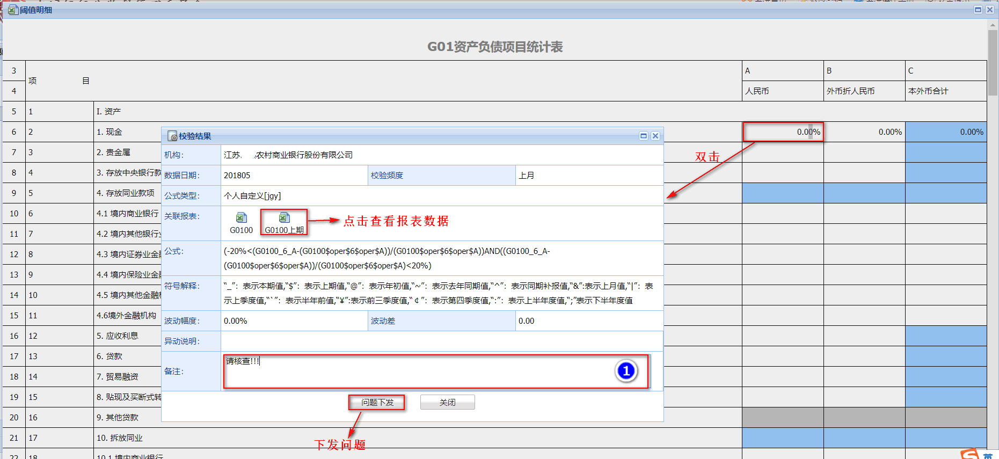 阈值明细
G01资产负债项目统计表
3 项 目 A B C
4 人民币 外币折人民币 本外币合计
5 1 I. 资产
6 2 1. 现金 0.00% 0.00% 0.00%
7 3 2. 贵金属
8 4 3. 存放中央银行款
9 5 4. 存放同业款项
10 6 4.1 境内商业银行
11 7 4.2 境内其他银行业
12 8 4.3 境内证券业金融
13 9 4.4 境内保险业金融
14 10 4.5 境内其他金融机
15 11 4.6境外金融机构
16 12 5. 应收利息
17 13 6. 贷款
18 14 7. 贸易融资
19 15 8. 贴现及买断式转
20 16 9. 其他贷款
21 17 10. 拆放同业
22 18 10.1 境内商业银行
校验结果
机构: 江苏. 农村商业银行股份有限公司
数据日期: 201805 校验频度 上月
公式类型: 个人自定义[jgy]
关联报表: G0100 G0100上期
公式: (-20%<(G0100_6_A-(G0100$oper$6$oper$A))/(G0100$oper$6$oper$A))AND((G0100_6_A-
(G0100$oper$6$oper$A))/(G0100$oper$6$oper$A)<20%)
符号解释: “_”: 表示本期值,“$”: 表示上期值,“@”: 表示年初值,“~”: 表示去年同期值,“^”: 表示同期补报值,“&”:表示上月值,“|”: 表
示上季度值,“`”: 表示半年前值,“¥”:表示前三季度值,“￠”: 表示第四季度值,“:”: 表示上半年度值,“;”表示下半年度值
波动幅度: 0.00% 波动差 0.00
异动说明:
备注: 请核查!!!
1
问题下发 关闭
双击
点击查看报表数据
下发问题
英